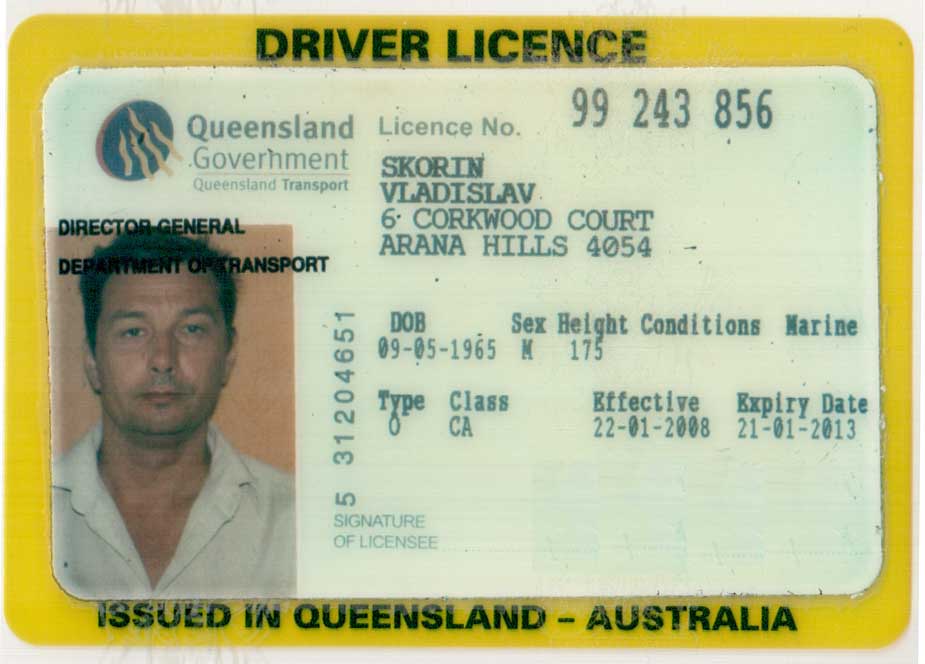 DRIVER LICENCE
Queensland
Government
Queensland Transport
Licence No. 99 243 856
SKORIN
VLADISLAV
6 CORKWOOD COURT
ARANA HILLS 4054
DIRECTOR-GENERAL
DEPARTMENT OF TRANSPORT
5 31204651
DOB Sex Height Conditions Marine
09-05-1965 M 175
Type Class Effective Expiry Date
O CA 22-01-2008 21-01-2013
SIGNATURE
OF LICENSEE
ISSUED IN QUEENSLAND – AUSTRALIA